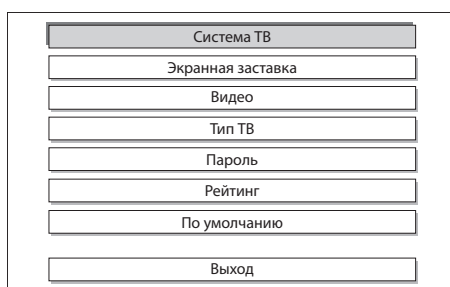 Система ТВ
Экранная заставка
Видео
Тип ТВ
Пароль
Рейтинг
По умолчанию
Выход